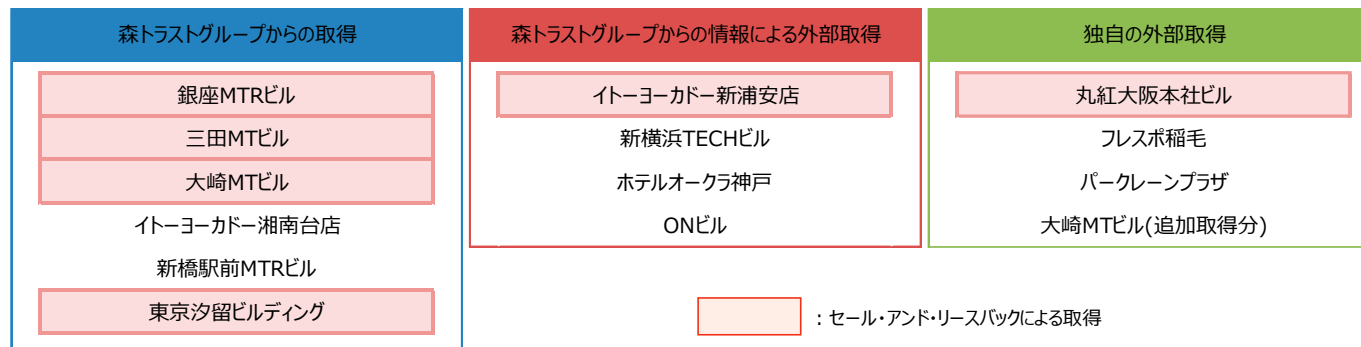 森トラストグループからの取得
銀座MTRビル
三田MTビル
大崎MTビル
イトーヨーカドー湘南台店
新橋駅前MTRビル
東京汐留ビルディング
森トラストグループからの情報による外部取得
イトーヨーカドー新浦安店
新横浜TECHビル
ホテルオークラ神戸
ONビル
独自の外部取得
丸紅大阪本社ビル
フレスポ稲毛
パークレーンプラザ
大崎MTビル(追加取得分)
：セール・アンド・リースバックによる取得